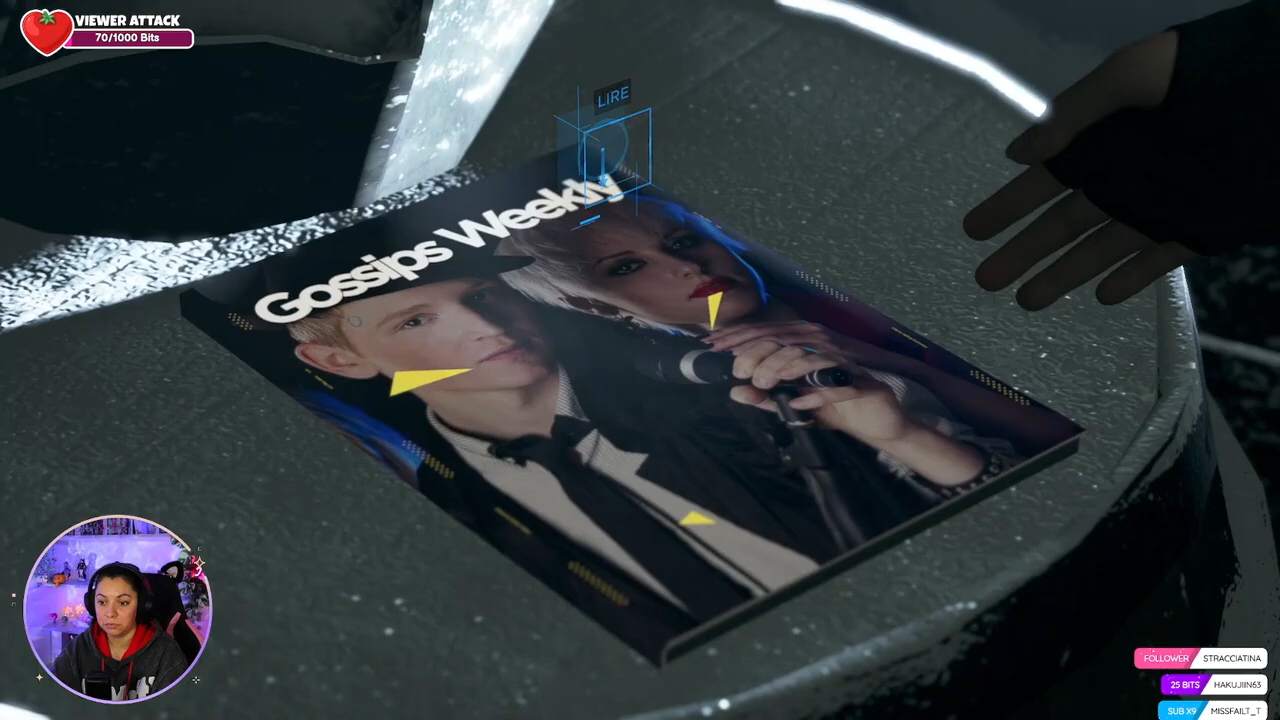 VIEWER ATTACK
70/1000 Bits
LIRE
Gossips Weekly
FOLLOWER STRACCIATINA
25 BITS HAKUJIIN63
SUB X9 MISSFAILT_T